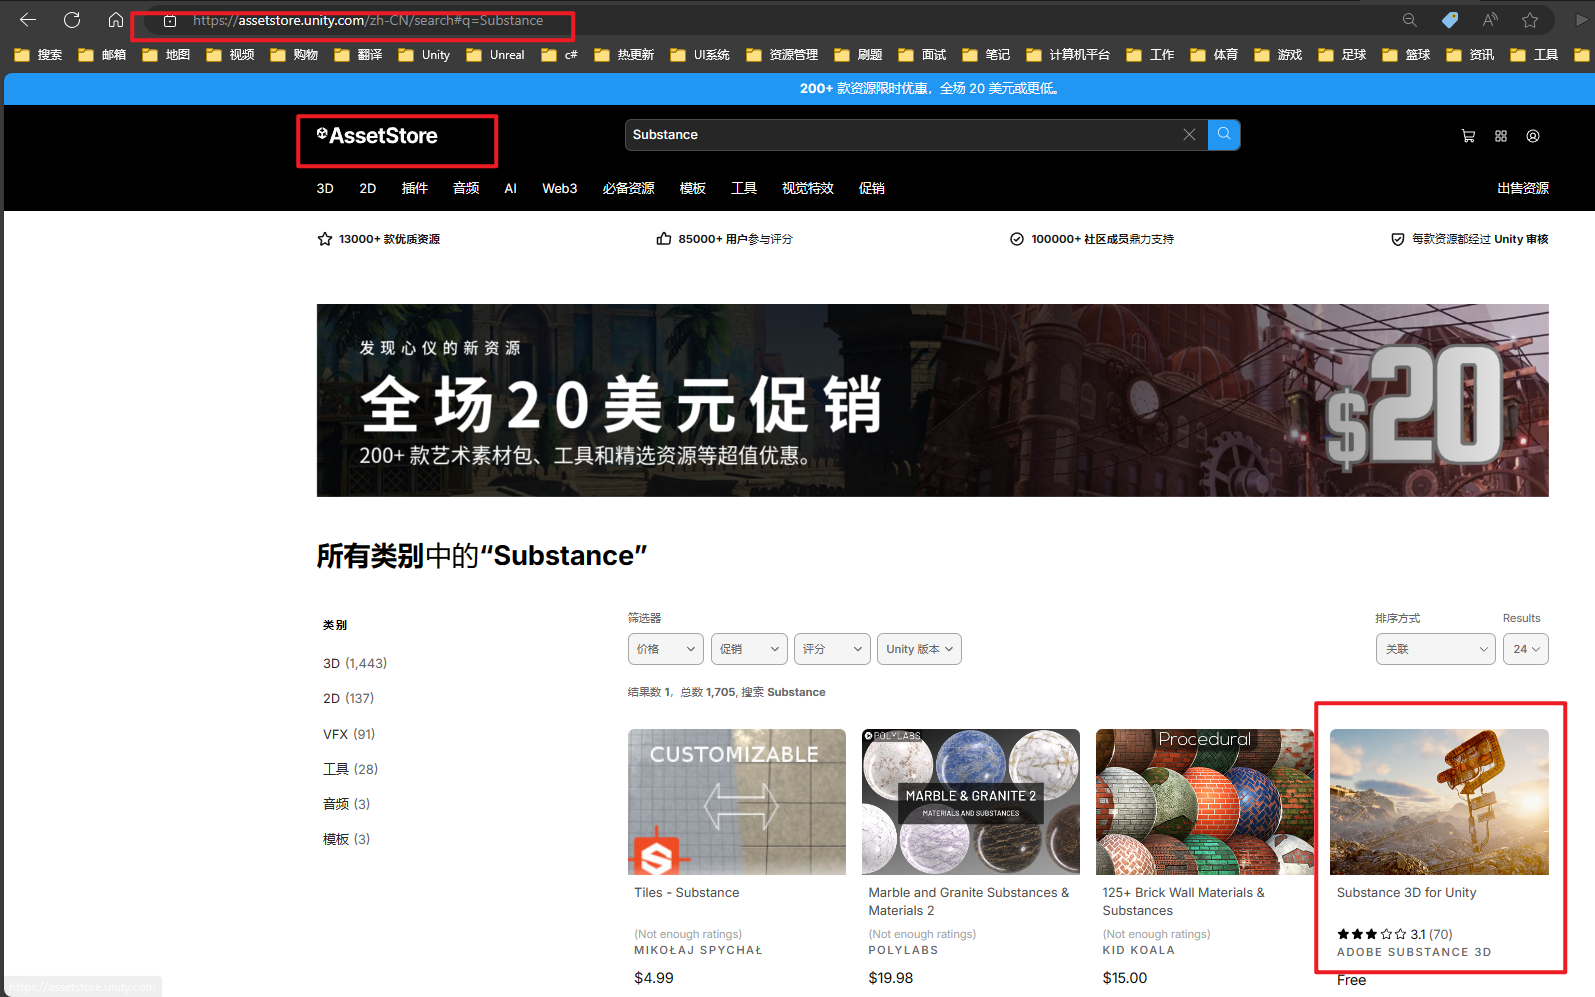 https://assetstore.unity.com/zh-CN/search#q=Substance
搜索 邮箱 地图 视频 购物 翻译 Unity Unreal c# 热更新 UI系统 资源管理 刷题 面试 笔记 计算机平台 工作 体育 游戏 足球 篮球 资讯 工具
200+ 款资源限时优惠，全场 20 美元或更低。
AssetStore
Substance
3D 2D 插件 音频 AI Web3 必备资源 模板 工具 视觉特效 促销 出售资源
13000+ 款优质资源 85000+ 用户参与评分 100000+ 社区成员鼎力支持 每款资源都经过 Unity 审核
发现心仪的新资源
全场20美元促销
200+ 款艺术素材包、工具和精选资源等超值优惠。
$20
所有类别中的“Substance”
类别
3D (1,443)
2D (137)
VFX (91)
工具 (28)
音频 (3)
模板 (3)
筛选器 排序方式 Results
价格 促销 评分 Unity 版本 关联 24
结果数 1，总数 1,705, 搜索 Substance
CUSTOMIZABLE
Tiles - Substance
(Not enough ratings)
MIKOŁAJ SPYCHAŁ
$4.99
POLYLABS
MARBLE & GRANITE 2
MATERIALS AND SUBSTANCES
Marble and Granite Substances &
Materials 2
(Not enough ratings)
POLYLABS
$19.98
Procedural
125+ Brick Wall Materials &
Substances
(Not enough ratings)
KID KOALA
$15.00
Substance 3D for Unity
3.1 (70)
ADOBE SUBSTANCE 3D
Free
https://assetstore.unity.com